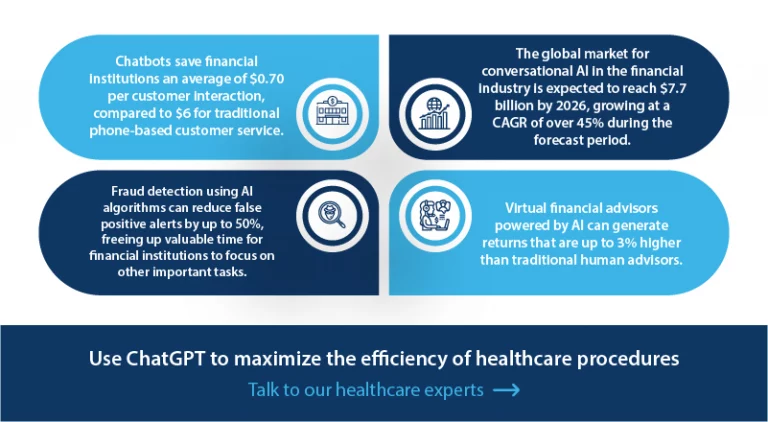 Chatbots save financial
institutions an average of $0.70
per customer interaction,
compared to $6 for traditional
phone-based customer service.
The global market for
conversational AI in the financial
industry is expected to reach $7.7
billion by 2026, growing at a
CAGR of over 45% during the
forecast period.
Fraud detection using AI
algorithms can reduce false
positive alerts by up to 50%,
freeing up valuable time for
financial institutions to focus on
other important tasks.
Virtual financial advisors
powered by AI can generate
returns that are up to 3% higher
than traditional human advisors.
Use ChatGPT to maximize the efficiency of healthcare procedures
Talk to our healthcare experts